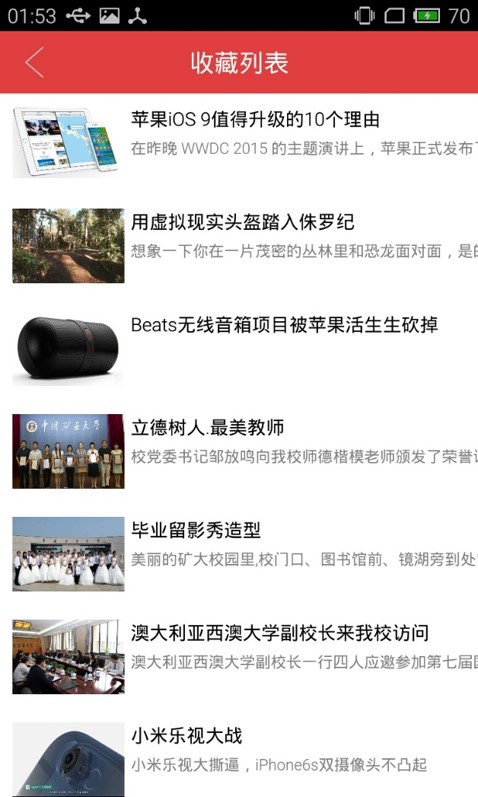 01:53
70
收藏列表
苹果iOS 9值得升级的10个理由
在昨晚 WWDC 2015 的主题演讲上，苹果正式发布了
用虚拟现实头盔踏入侏罗纪
想象一下你在一片茂密的丛林里和恐龙面对面，是的
Beats无线音箱项目被苹果活生生砍掉
中国矿业大学
立德树人.最美教师
校党委书记邹放鸣向我校师德楷模老师颁发了荣誉证
毕业留影秀造型
美丽的矿大校园里,校门口、图书馆前、镜湖旁到处
澳大利亚西澳大学副校长来我校访问
澳大利亚西澳大学副校长一行四人应邀参加第七届国
小米乐视大战
小米乐视大撕逼，iPhone6s双摄像头不凸起